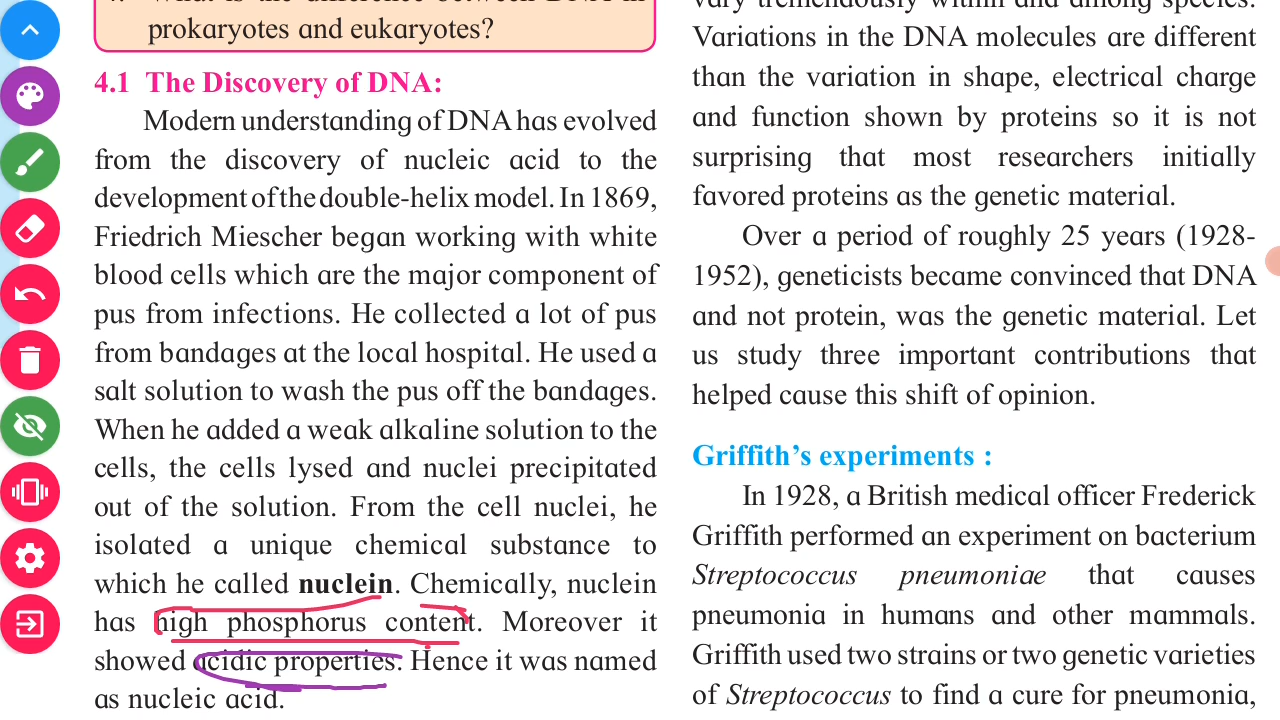 prokaryotes and eukaryotes?
4.1 The Discovery of DNA:
Modern understanding of DNA has evolved
from the discovery of nucleic acid to the
development of the double-helix model. In 1869,
Friedrich Miescher began working with white
blood cells which are the major component of
pus from infections. He collected a lot of pus
from bandages at the local hospital. He used a
salt solution to wash the pus off the bandages.
When he added a weak alkaline solution to the
cells, the cells lysed and nuclei precipitated
out of the solution. From the cell nuclei, he
isolated a unique chemical substance to
which he called nuclein. Chemically, nuclein
has high phosphorus content. Moreover it
showed acidic properties. Hence it was named
as nucleic acid.
vary tremendously within and among species.
Variations in the DNA molecules are different
than the variation in shape, electrical charge
and function shown by proteins so it is not
surprising that most researchers initially
favored proteins as the genetic material.
Over a period of roughly 25 years (1928-
1952), geneticists became convinced that DNA
and not protein, was the genetic material. Let
us study three important contributions that
helped cause this shift of opinion.
Griffith's experiments :
In 1928, a British medical officer Frederick
Griffith performed an experiment on bacterium
Streptococcus pneumoniae that causes
pneumonia in humans and other mammals.
Griffith used two strains or two genetic varieties
of Streptococcus to find a cure for pneumonia,